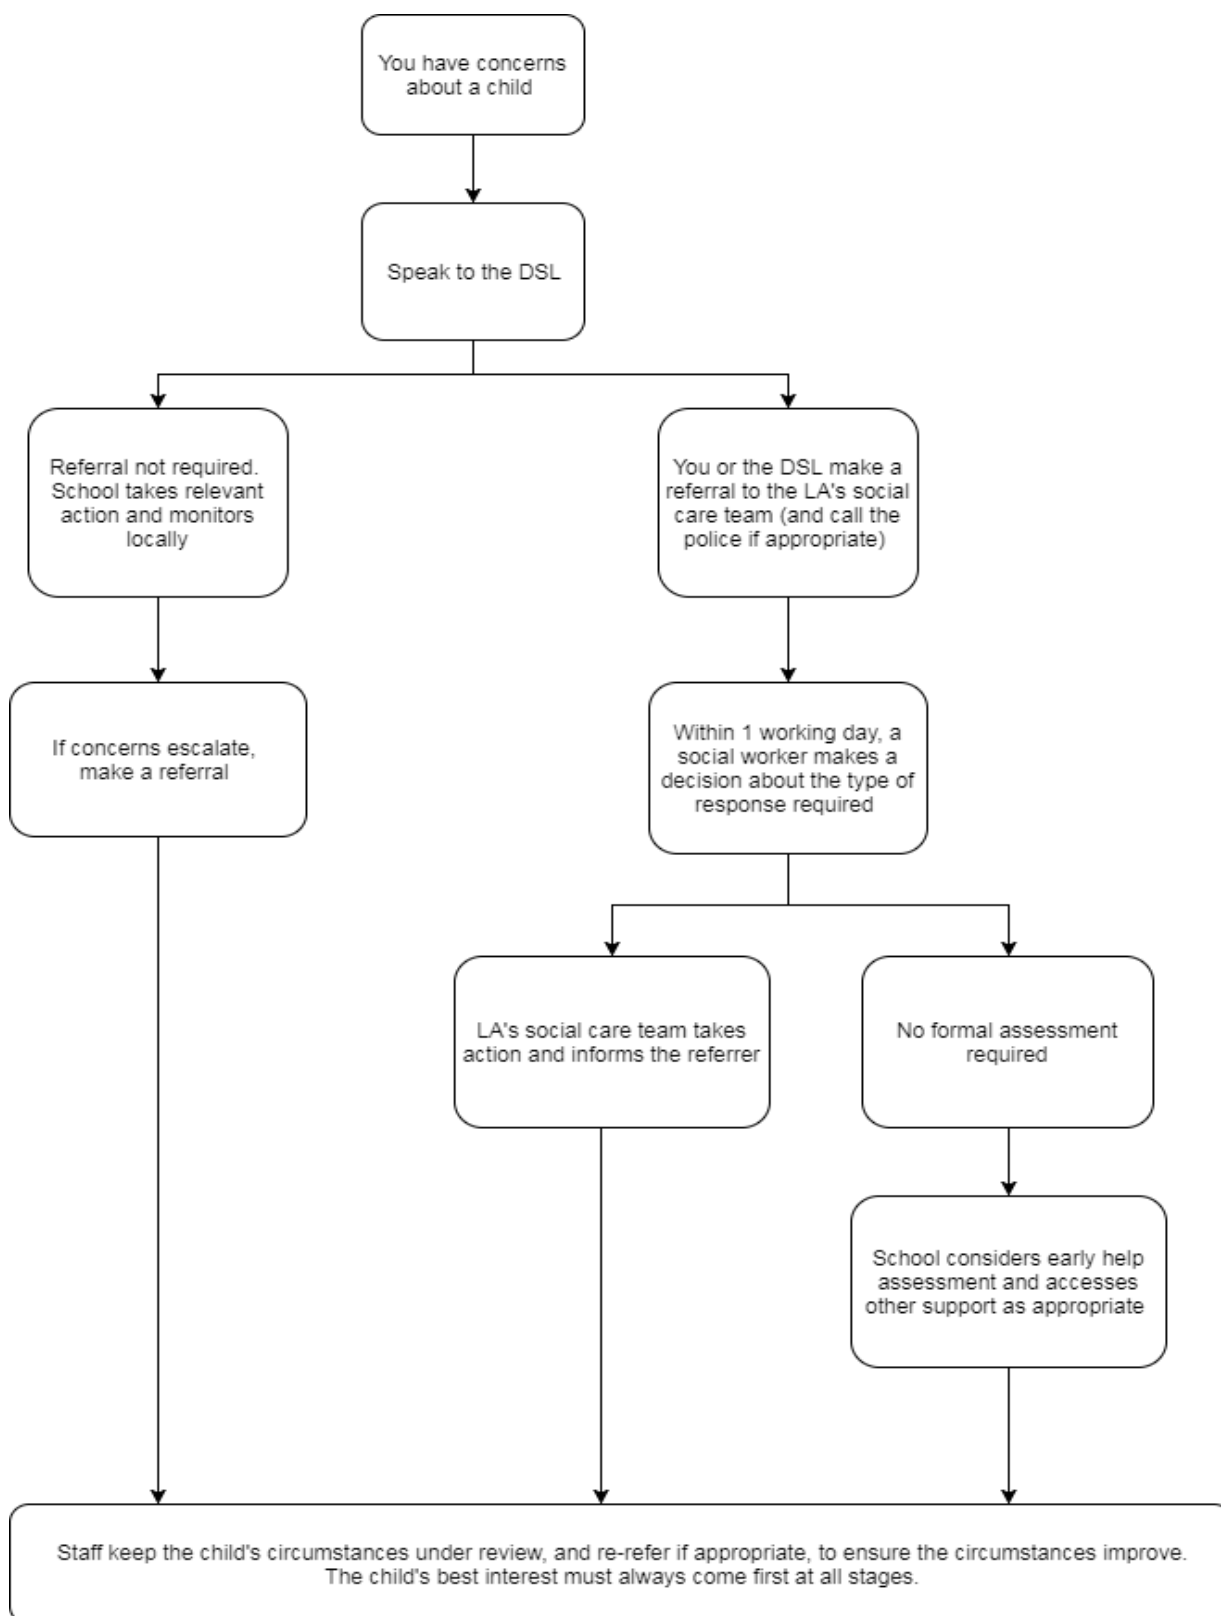 You have concerns
about a child
Speak to the DSL
Referral not required.
School takes relevant
action and monitors
locally
You or the DSL make a
referral to the LA's social
care team (and call the
police if appropriate)
If concerns escalate,
make a referral
Within 1 working day, a
social worker makes a
decision about the type of
response required
LA's social care team takes
action and informs the referrer
No formal assessment
required
School considers early help
assessment and accesses
other support as appropriate
Staff keep the child's circumstances under review, and re-refer if appropriate, to ensure the circumstances improve.
The child's best interest must always come first at all stages.